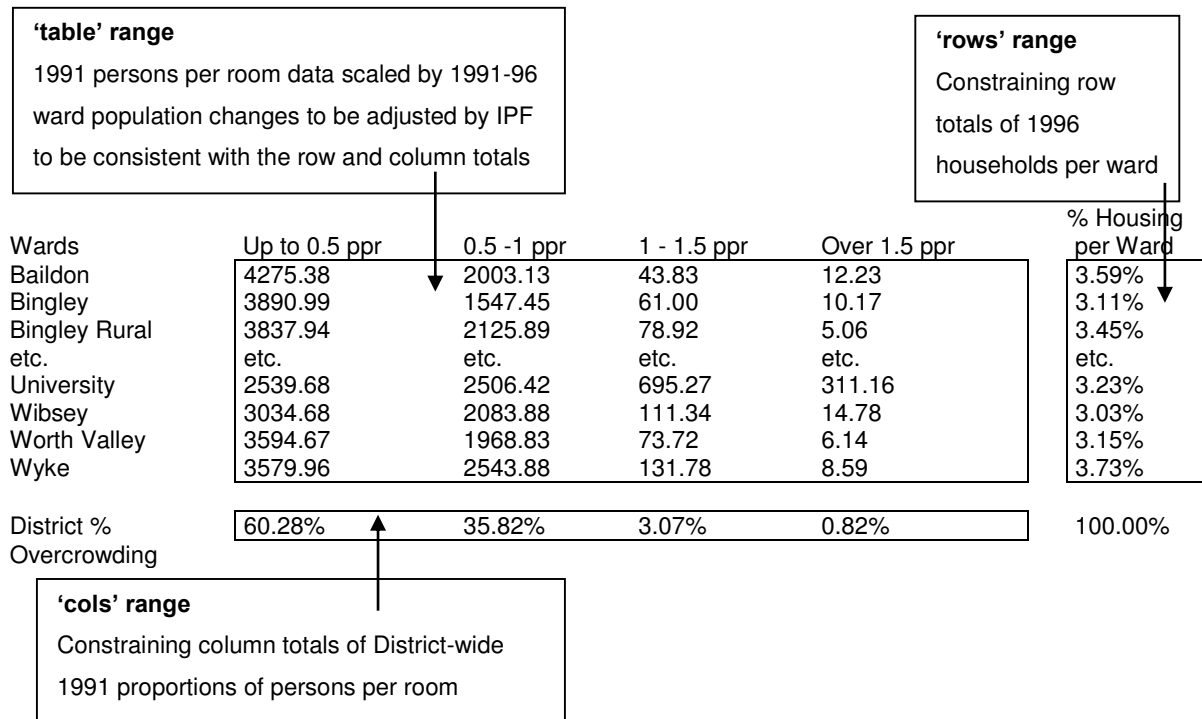 ‘table’ range
1991 persons per room data scaled by 1991-96
ward population changes to be adjusted by IPF
to be consistent with the row and column totals
‘rows’ range
Constraining row
totals of 1996
households per ward
% Housing
Wards Up to 0.5 ppr 0.5 -1 ppr 1 - 1.5 ppr Over 1.5 ppr per Ward
Baildon 4275.38 2003.13 43.83 12.23 3.59%
Bingley 3890.99 1547.45 61.00 10.17 3.11%
Bingley Rural 3837.94 2125.89 78.92 5.06 3.45%
etc. etc. etc. etc. etc. etc.
University 2539.68 2506.42 695.27 311.16 3.23%
Wibsey 3034.68 2083.88 111.34 14.78 3.03%
Worth Valley 3594.67 1968.83 73.72 6.14 3.15%
Wyke 3579.96 2543.88 131.78 8.59 3.73%
District % 60.28% 35.82% 3.07% 0.82% 100.00%
Overcrowding
‘cols’ range
Constraining column totals of District-wide
1991 proportions of persons per room